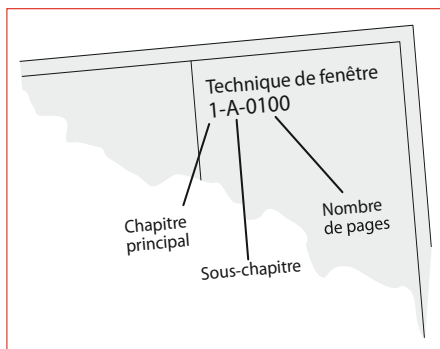 Technique de fenêtre
1-A-0100
Chapitre
principal
Sous-chapitre
Nombre
de pages